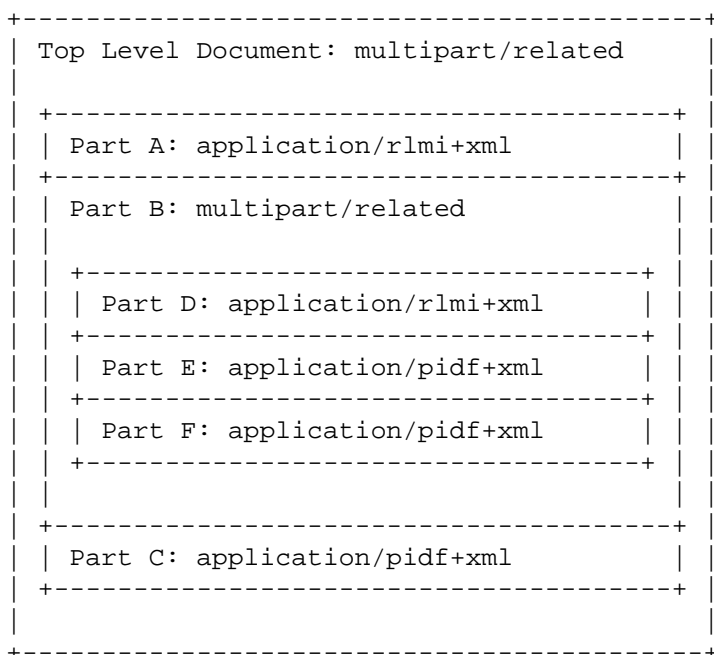 Top Level Document: multipart/related
Part A: application/rlmi+xml
Part B: multipart/related
Part D: application/rlmi+xml
Part E: application/pidf+xml
Part F: application/pidf+xml
Part C: application/pidf+xml